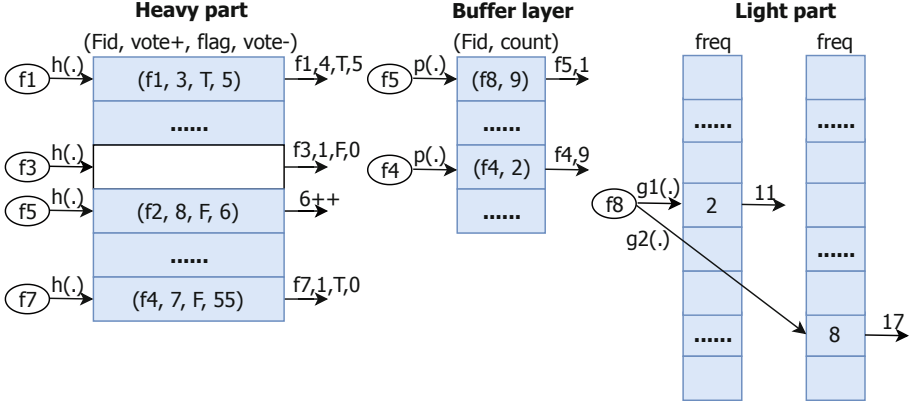 Heavy part
(Fid, vote+, flag, vote-)
f1
h(.)
(f1, 3, T, 5)
f1,4,T,5
......
f3
h(.)
f3,1,F,0
f5
h(.)
(f2, 8, F, 6)
6++
......
f7
h(.)
(f4, 7, F, 55)
f7,1,T,0
Buffer layer
(Fid, count)
f5
p(.)
(f8, 9)
f5,1
......
f4
p(.)
(f4, 2)
f4,9
......
Light part
freq
freq
......
......
f8
g1(.)
2
11
g2(.)
......
......
8
17